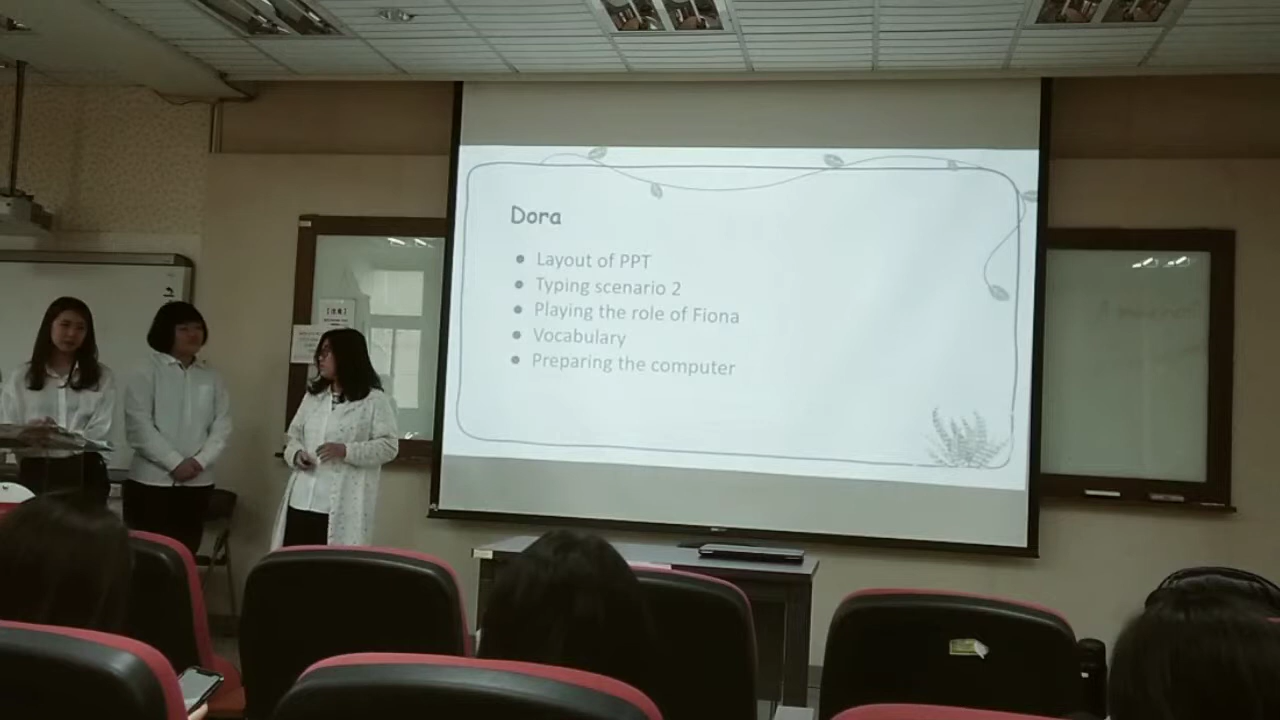 Dora
Layout of PPT
Typing scenario 2
Playing the role of Fiona
Vocabulary
Preparing the computer